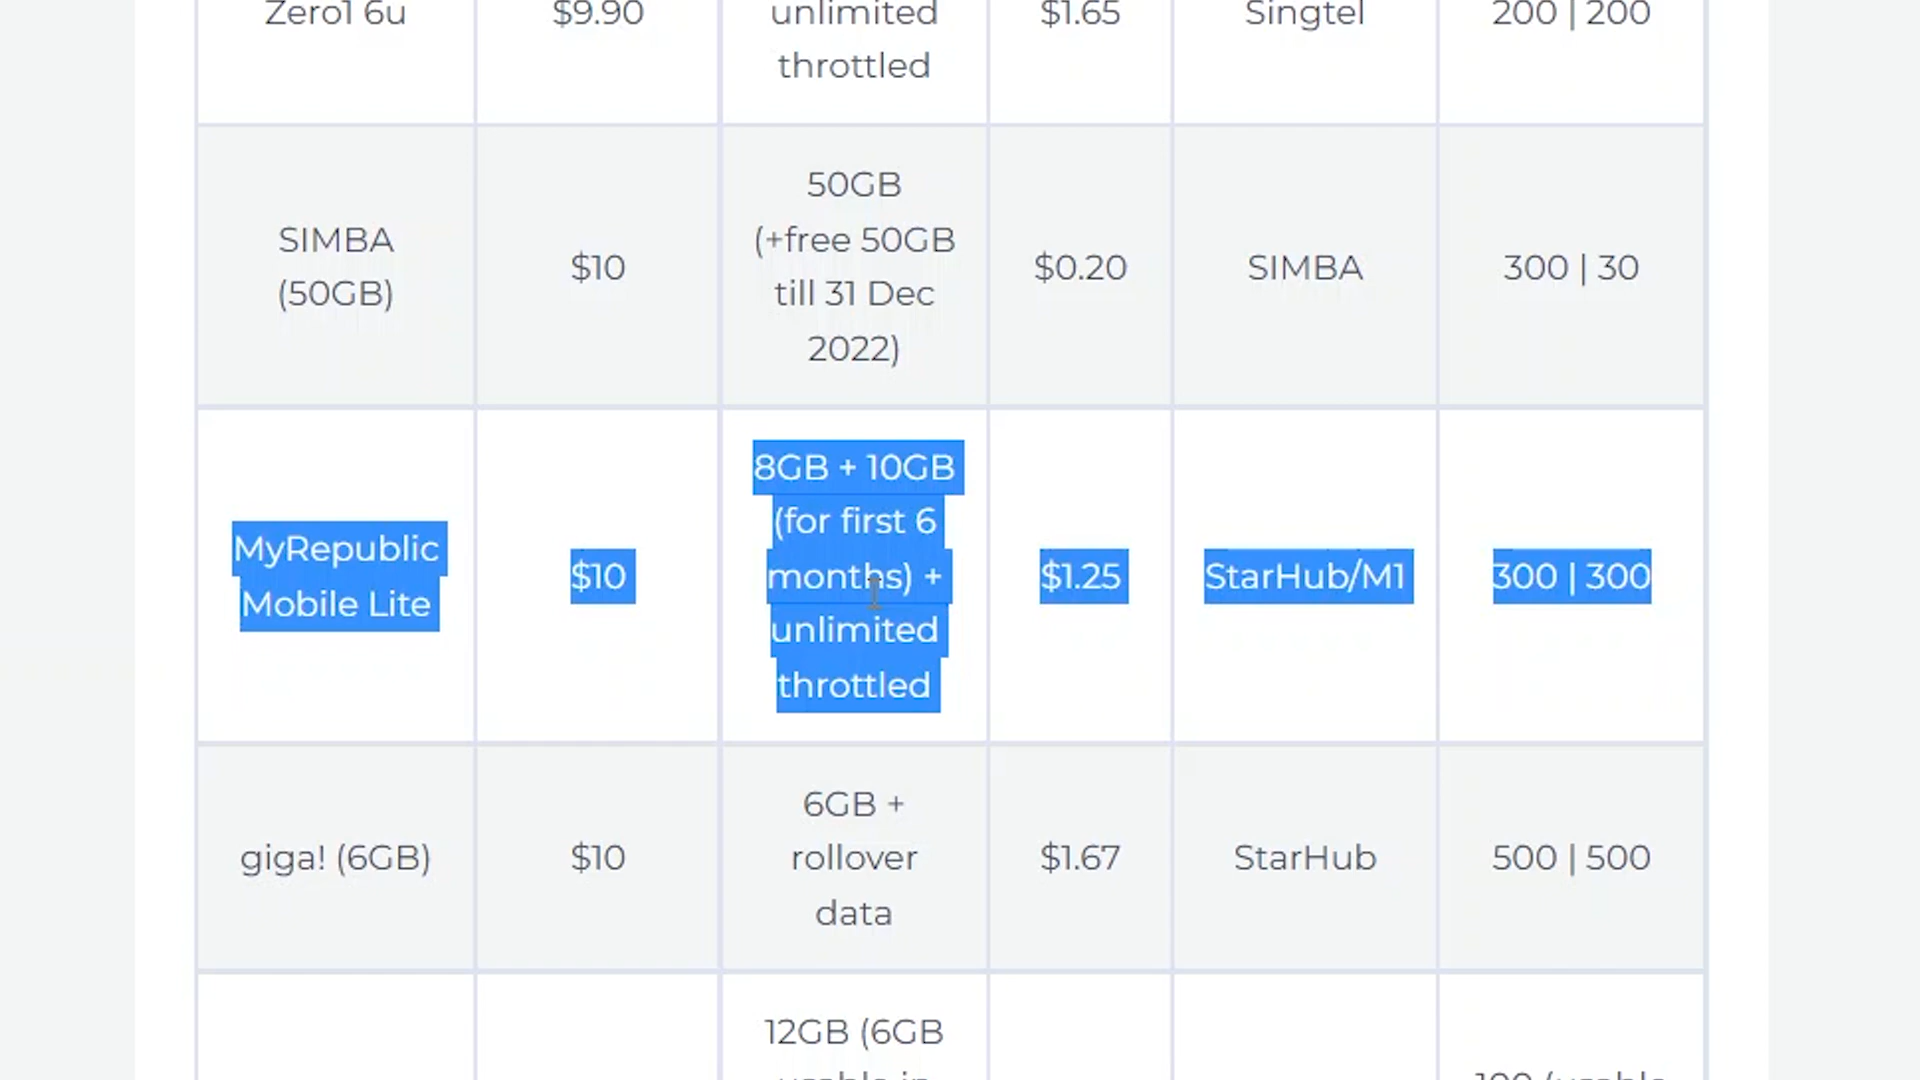 Zero1 6u
$9.90
unlimited
throttled
$1.65
Singtel
200 | 200
SIMBA
(50GB)
$10
50GB
(+free 50GB
till 31 Dec
2022)
$0.20
SIMBA
300 | 30
MyRepublic
Mobile Lite
$10
8GB + 10GB
(for first 6
months) +
unlimited
throttled
$1.25
StarHub/M1
300 | 300
giga! (6GB)
$10
6GB +
rollover
data
$1.67
StarHub
500 | 500
12GB (6GB